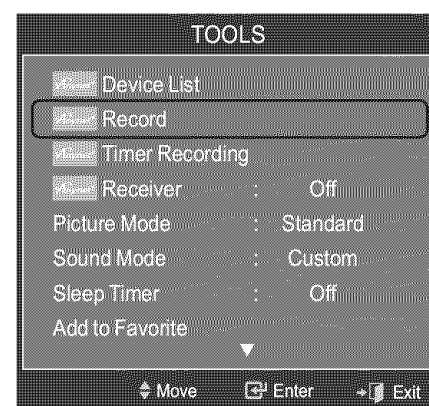 TOOLS
Device List
Record
Timer Recording
Receiver : Off
Picture Mode : Standard
Sound Mode : Custom
Sleep Timer : Off
Add to Favorite
Move Enter Exit